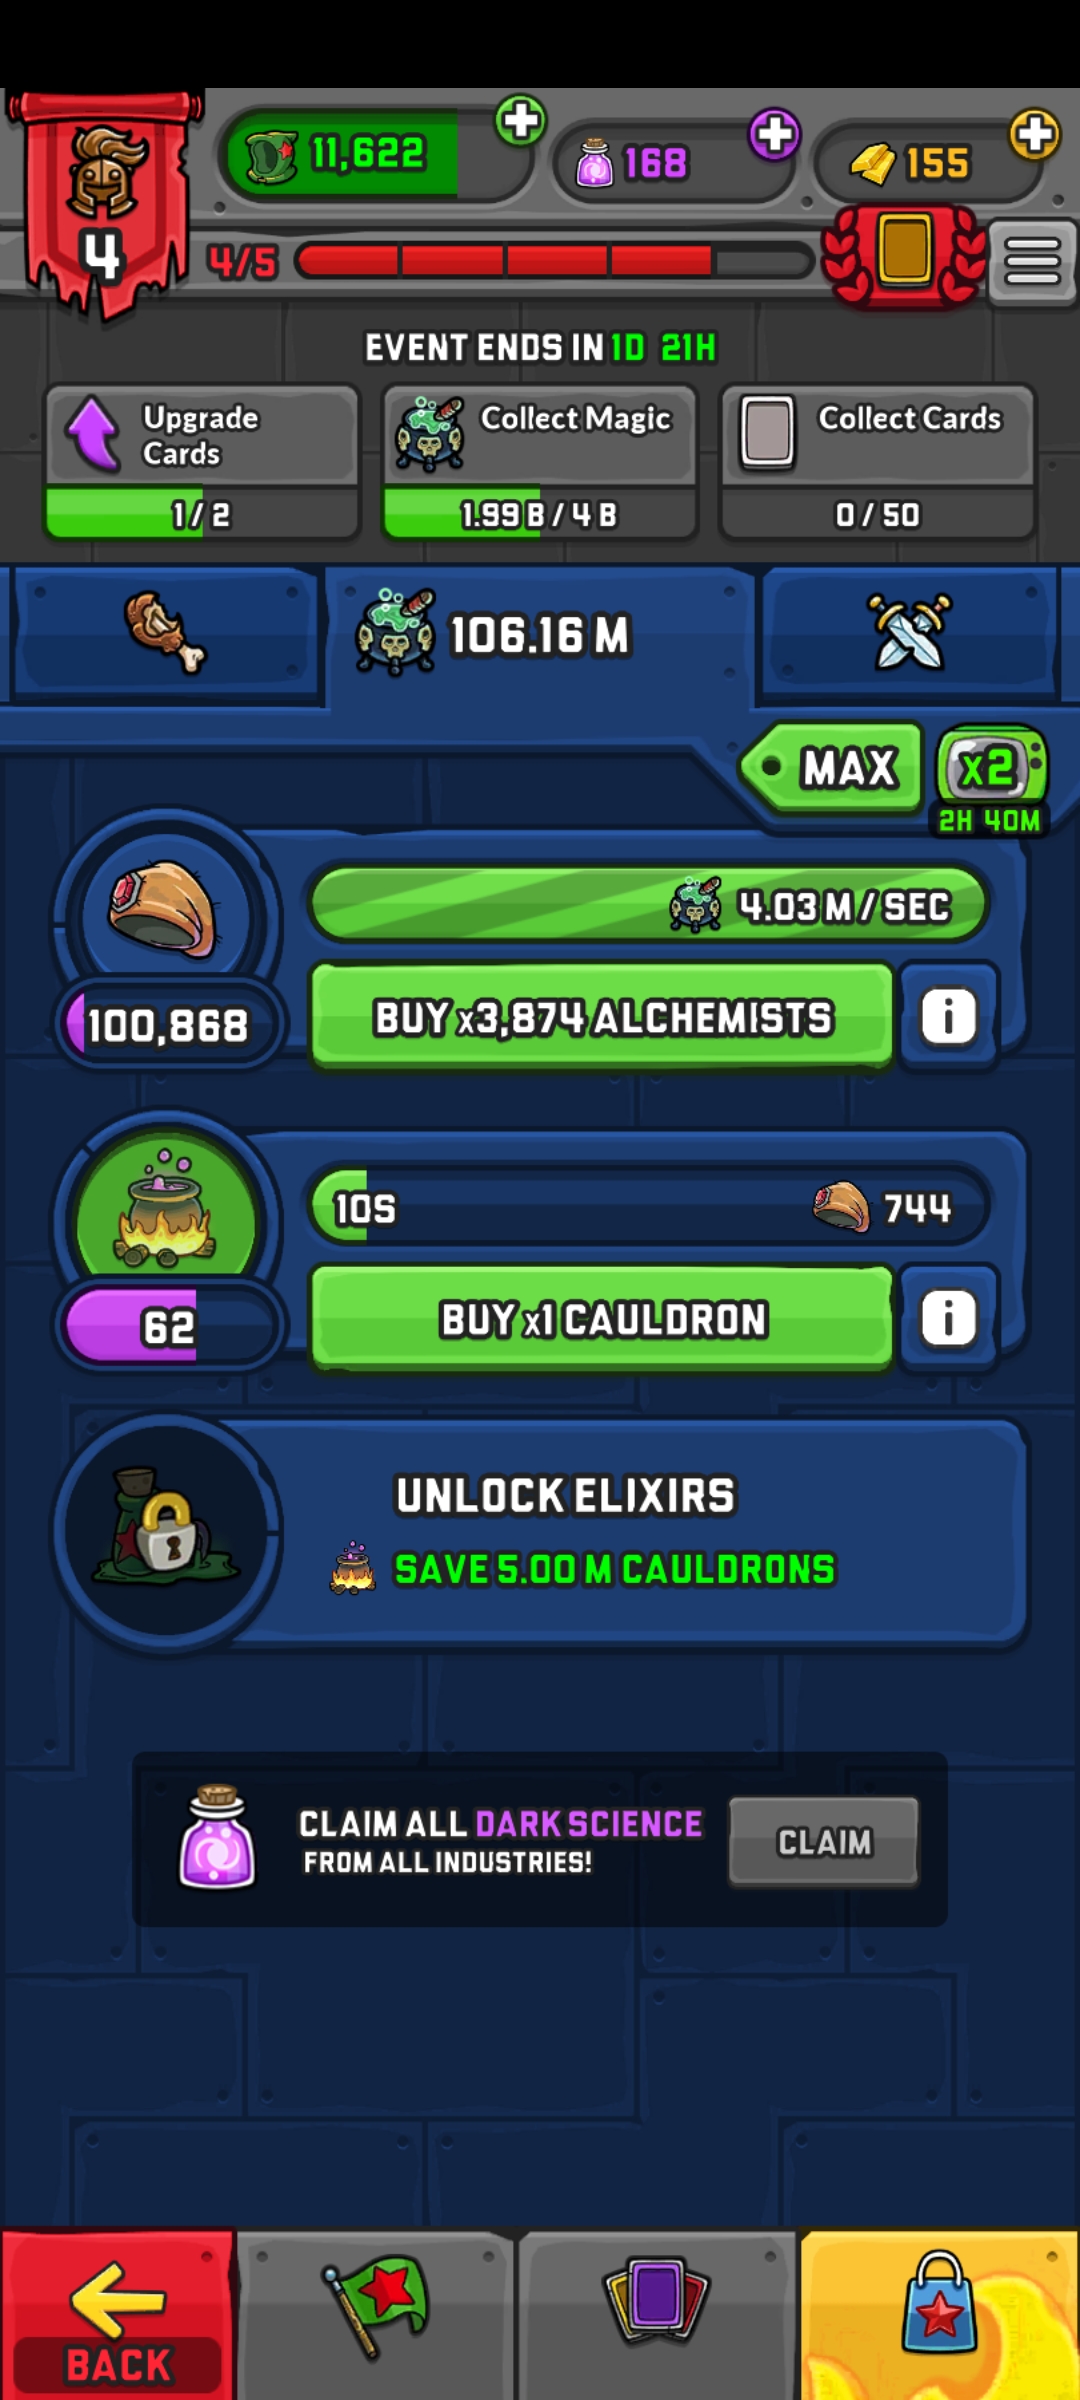 11,622
168
155
4
4/5
EVENT ENDS IN 1D 21H
Upgrade
Cards
1/2
Collect Magic
1.99 B / 4 B
Collect Cards
0 / 50
106.16 M
MAX
x2
2H 40M
4.03 M / SEC
100,868
BUY x3,874 ALCHEMISTS
i
10S
744
62
BUY x1 CAULDRON
i
UNLOCK ELIXIRS
SAVE 5.00 M CAULDRONS
CLAIM ALL DARK SCIENCE
FROM ALL INDUSTRIES!
CLAIM
BACK